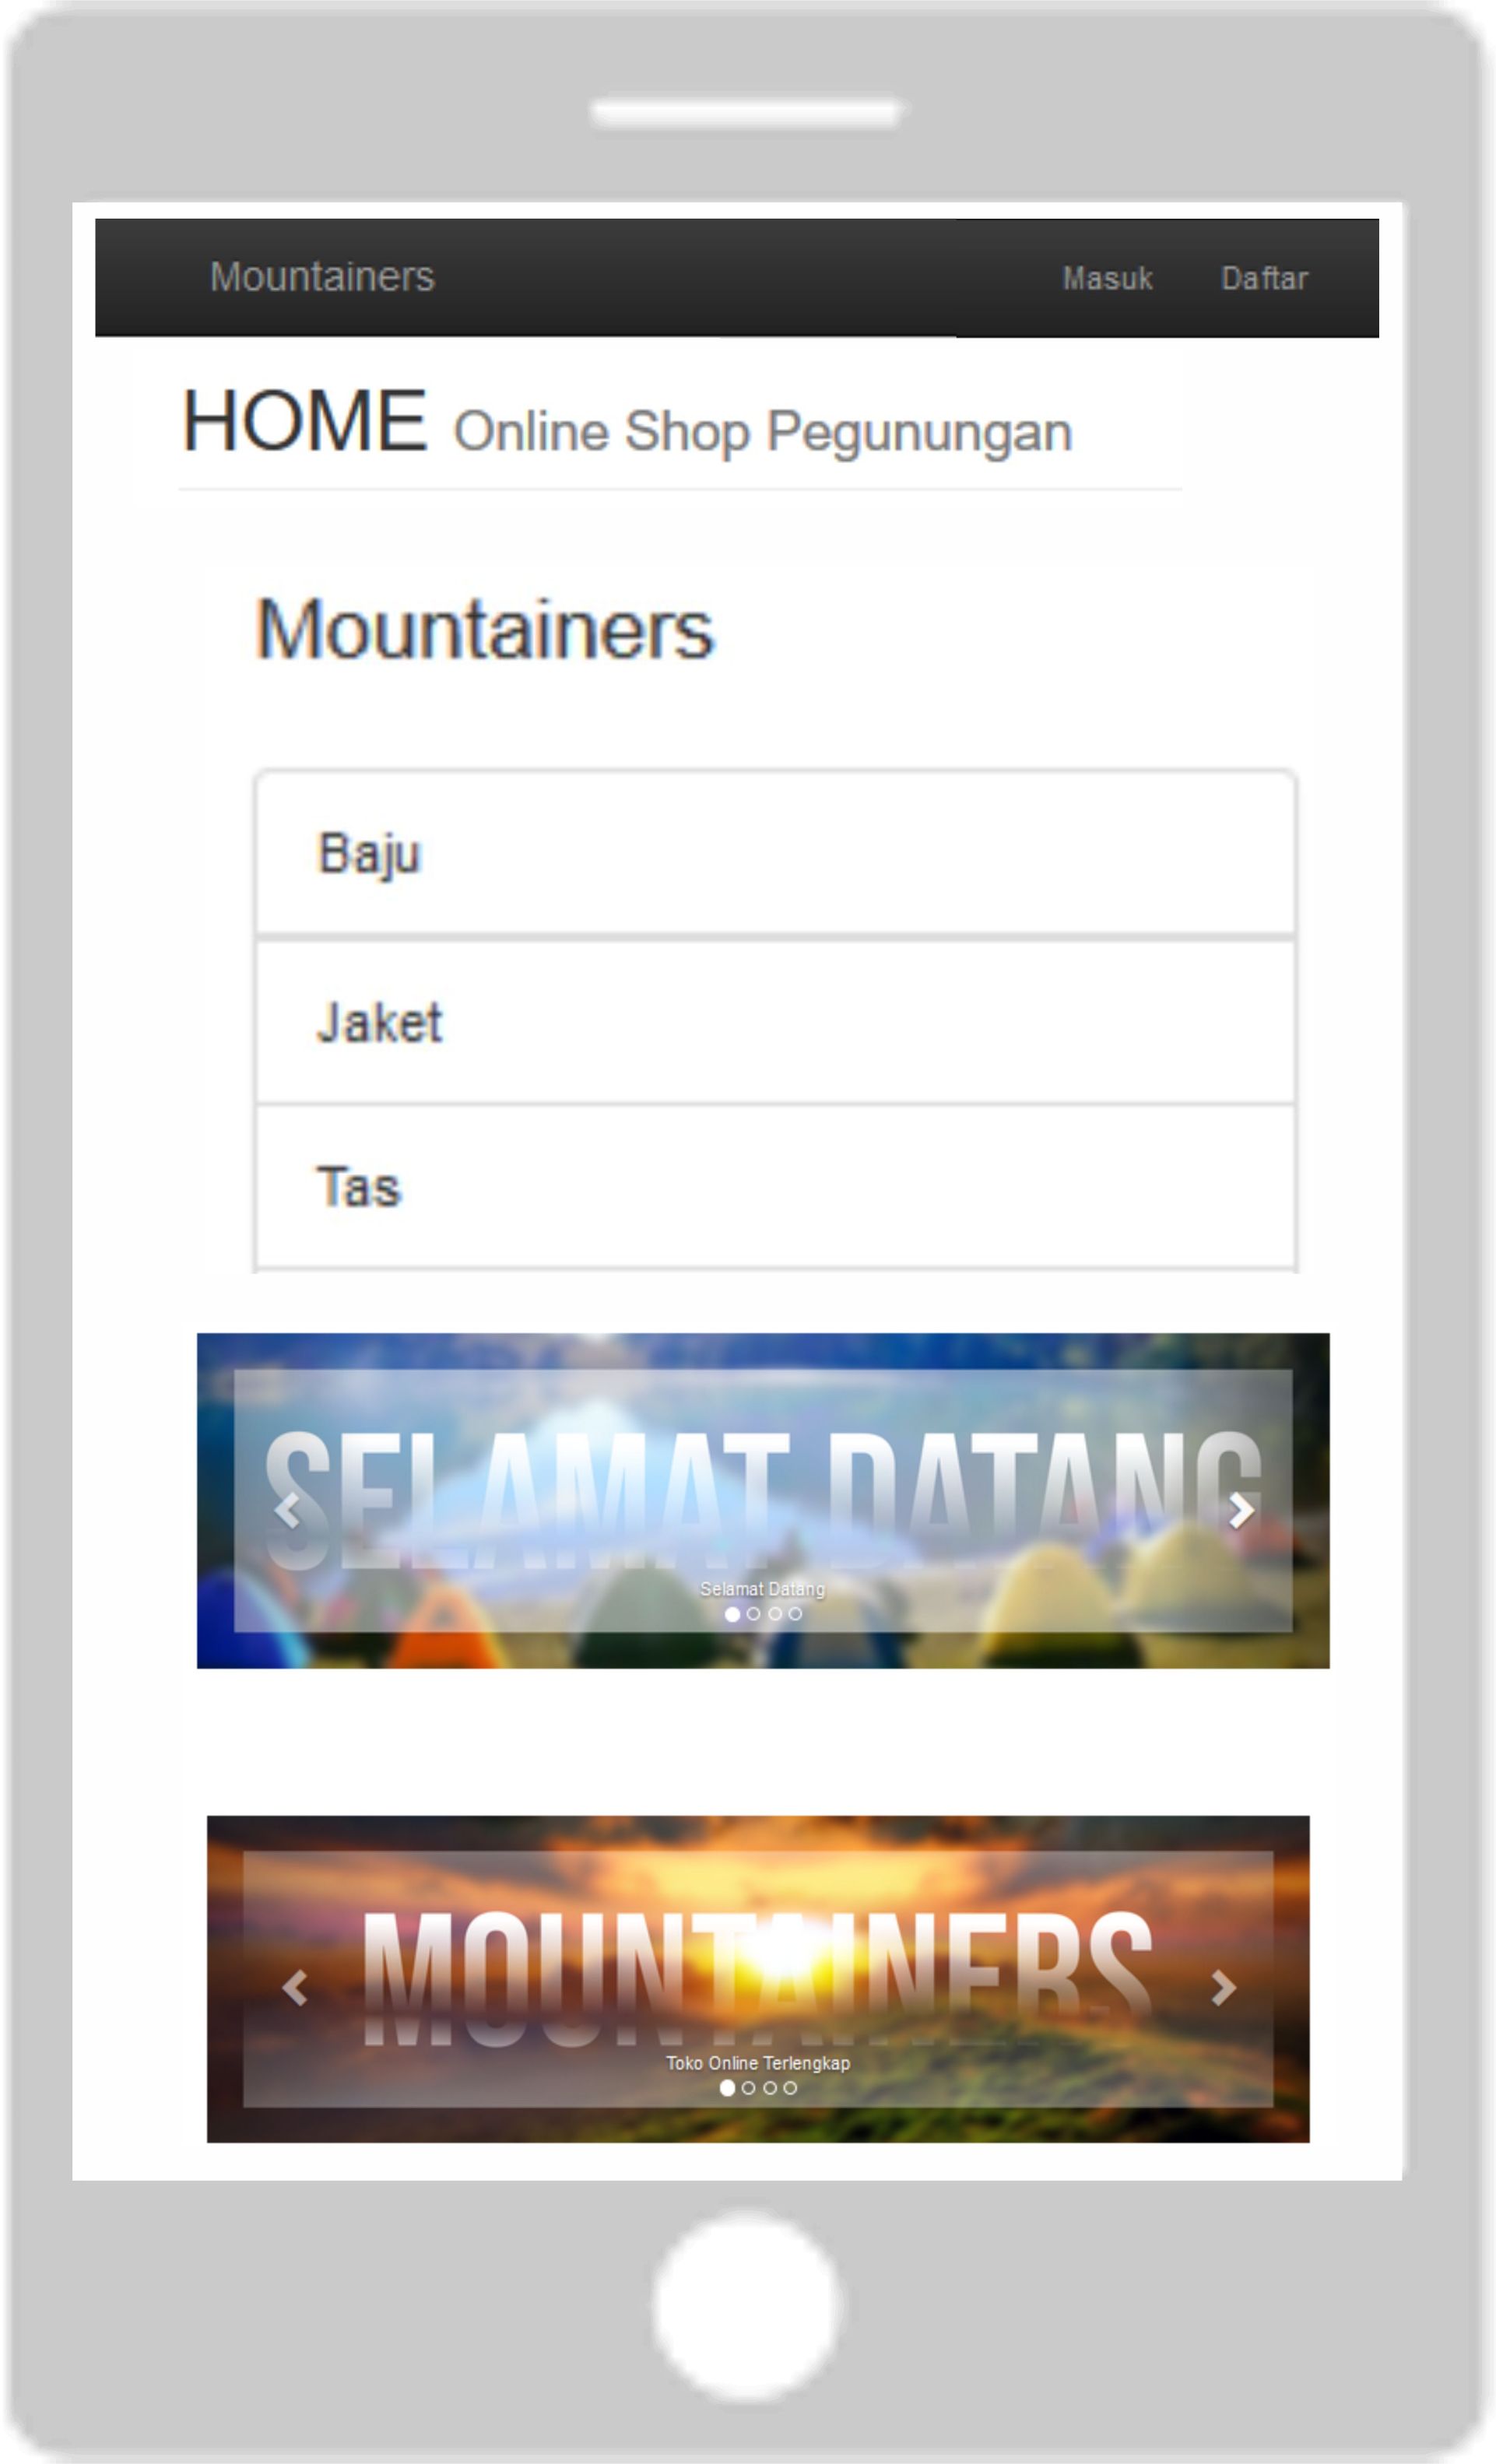 Mountainers Masuk Daftar
HOME Online Shop Pegunungan
Mountainers
Baju
Jaket
Tas
SELAMAT DATANG
Selamat Datang
MOUNTAINERS
Toko Online Terlengkap